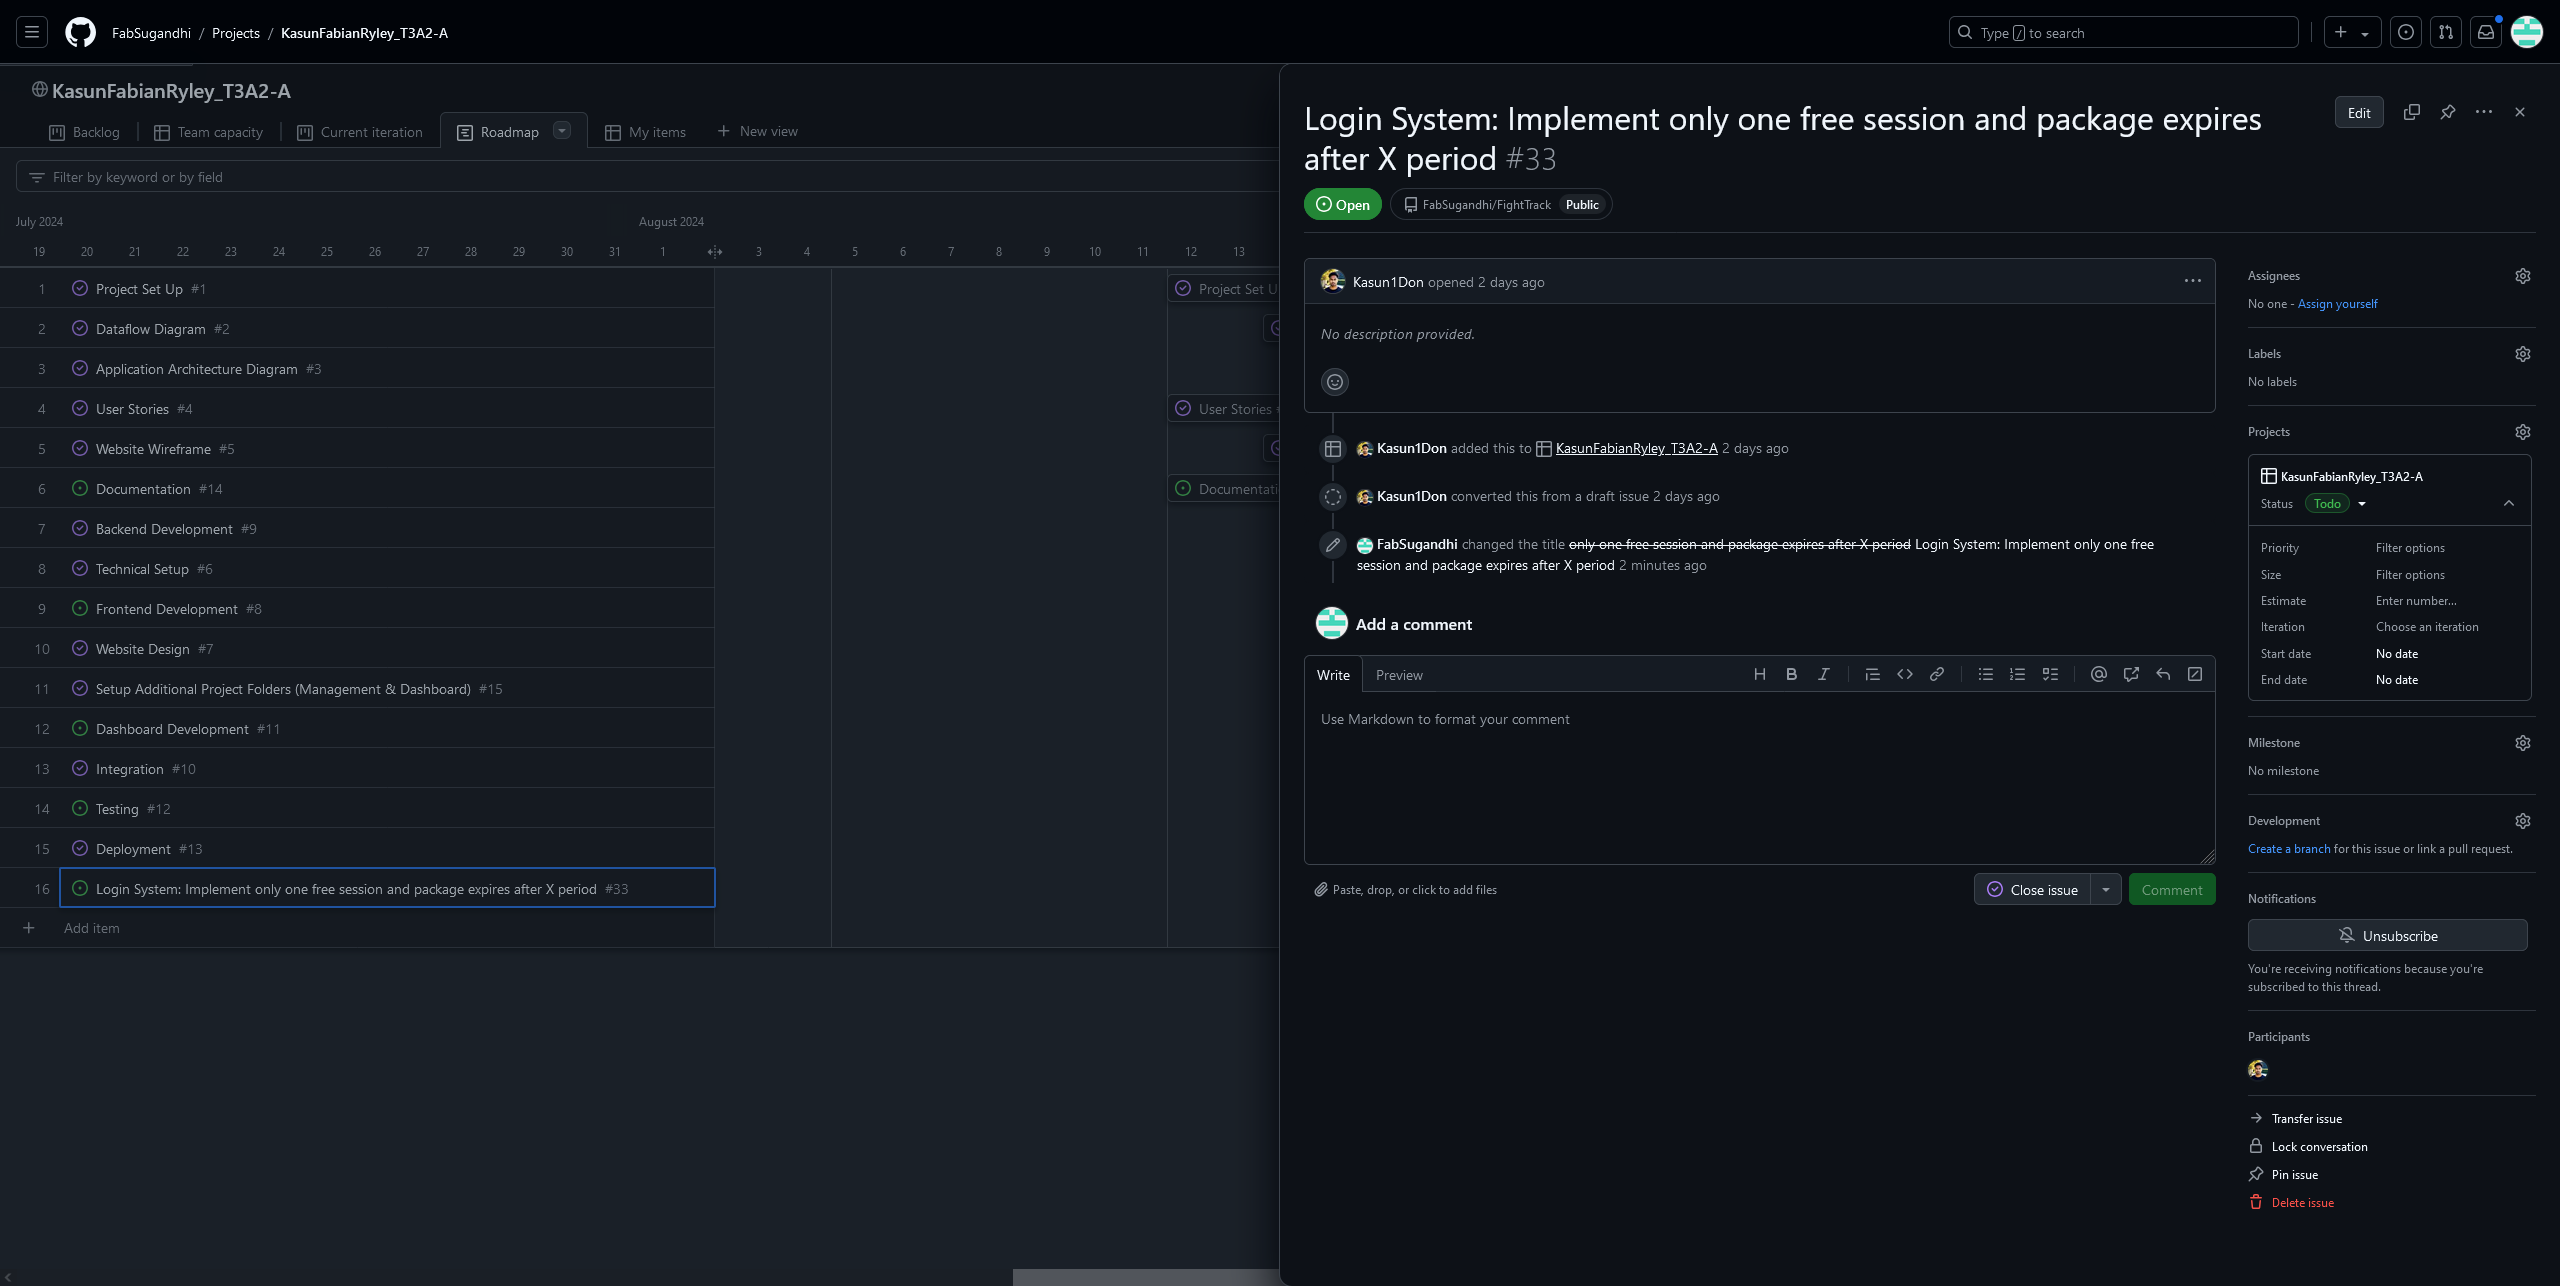 FabSugandhi / Projects / KasunFabianRyley_T3A2-A
Type / to search
KasunFabianRyley_T3A2-A
Backlog
Team capacity
Current iteration
Roadmap
My items
New view
Filter by keyword or by field
July 2024
August 2024
19 20 21 22 23 24 25 26 27 28 29 30 31 1 3 4 5 6 7 8 9 10 11 12 13
1 Project Set Up #1
2 Dataflow Diagram #2
3 Application Architecture Diagram #3
4 User Stories #4
5 Website Wireframe #5
6 Documentation #14
7 Backend Development #9
8 Technical Setup #6
9 Frontend Development #8
10 Website Design #7
11 Setup Additional Project Folders (Management & Dashboard) #15
12 Dashboard Development #11
13 Integration #10
14 Testing #12
15 Deployment #13
16 Login System: Implement only one free session and package expires after X period #33
+ Add item
Project Set U
User Stories
Documentati
Login System: Implement only one free session and package expires
after X period #33
Edit
Open
FabSugandhi/FightTrack Public
Kasun1Don opened 2 days ago
No description provided.
Kasun1Don added this to KasunFabianRyley_T3A2-A 2 days ago
Kasun1Don converted this from a draft issue 2 days ago
FabSugandhi changed the title only one free session and package expires after X period Login System: Implement only one free
session and package expires after X period 2 minutes ago
Add a comment
Write
Preview
Use Markdown to format your comment
Paste, drop, or click to add files
Close issue
Comment
Assignees
No one - Assign yourself
Labels
No labels
Projects
KasunFabianRyley_T3A2-A
Status Todo
Priority Filter options
Size Filter options
Estimate Enter number...
Iteration Choose an iteration
Start date No date
End date No date
Milestone
No milestone
Development
Create a branch for this issue or link a pull request.
Notifications
Unsubscribe
You're receiving notifications because you're
subscribed to this thread.
Participants
Transfer issue
Lock conversation
Pin issue
Delete issue